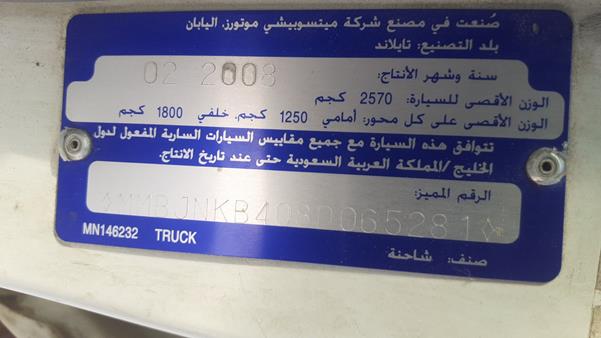 صُنعت في مصنع شركة ميتسوبيشي موتورز، اليابان
بلد التصنيع: تايلاند
سنة وشهر الأنتاج: 02 2008
الوزن الأقصى للسيارة: 2570 كجم
الوزن الأقصى على كل محور: أمامي 1250 كجم، خلفي 1800 كجم
تتوافق هذه السيارة مع جميع مقاييس السيارات السارية المفعول لدول
الخليج /المملكة العربية السعودية حتى عند تاريخ الانتاج.
الرقم المميز:
◊MMBJNKB408D065281◊
MN146232 TRUCK
صنف: شاحنة